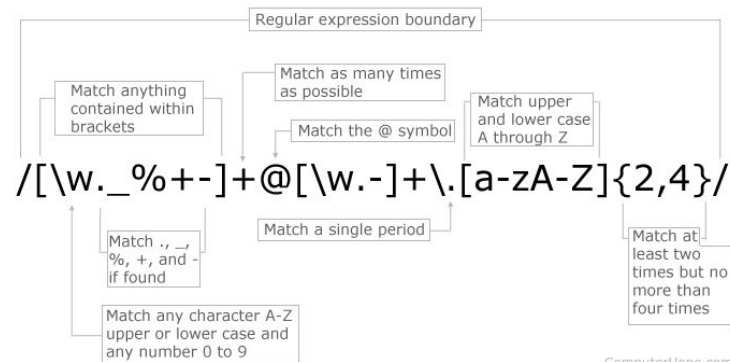 Regular expression boundary
Match anything
contained within
brackets
Match as many times
as possible
Match the @ symbol
Match upper
and lower case
A through Z
/[\w._%+-]+@[\w.-]+\.[a-zA-Z]{2,4}/
Match ., _,
%, +, and -
if found
Match a single period
Match at
least two
times but no
more than
four times
Match any character A-Z
upper or lower case and
any number 0 to 9
ComputerHope.com